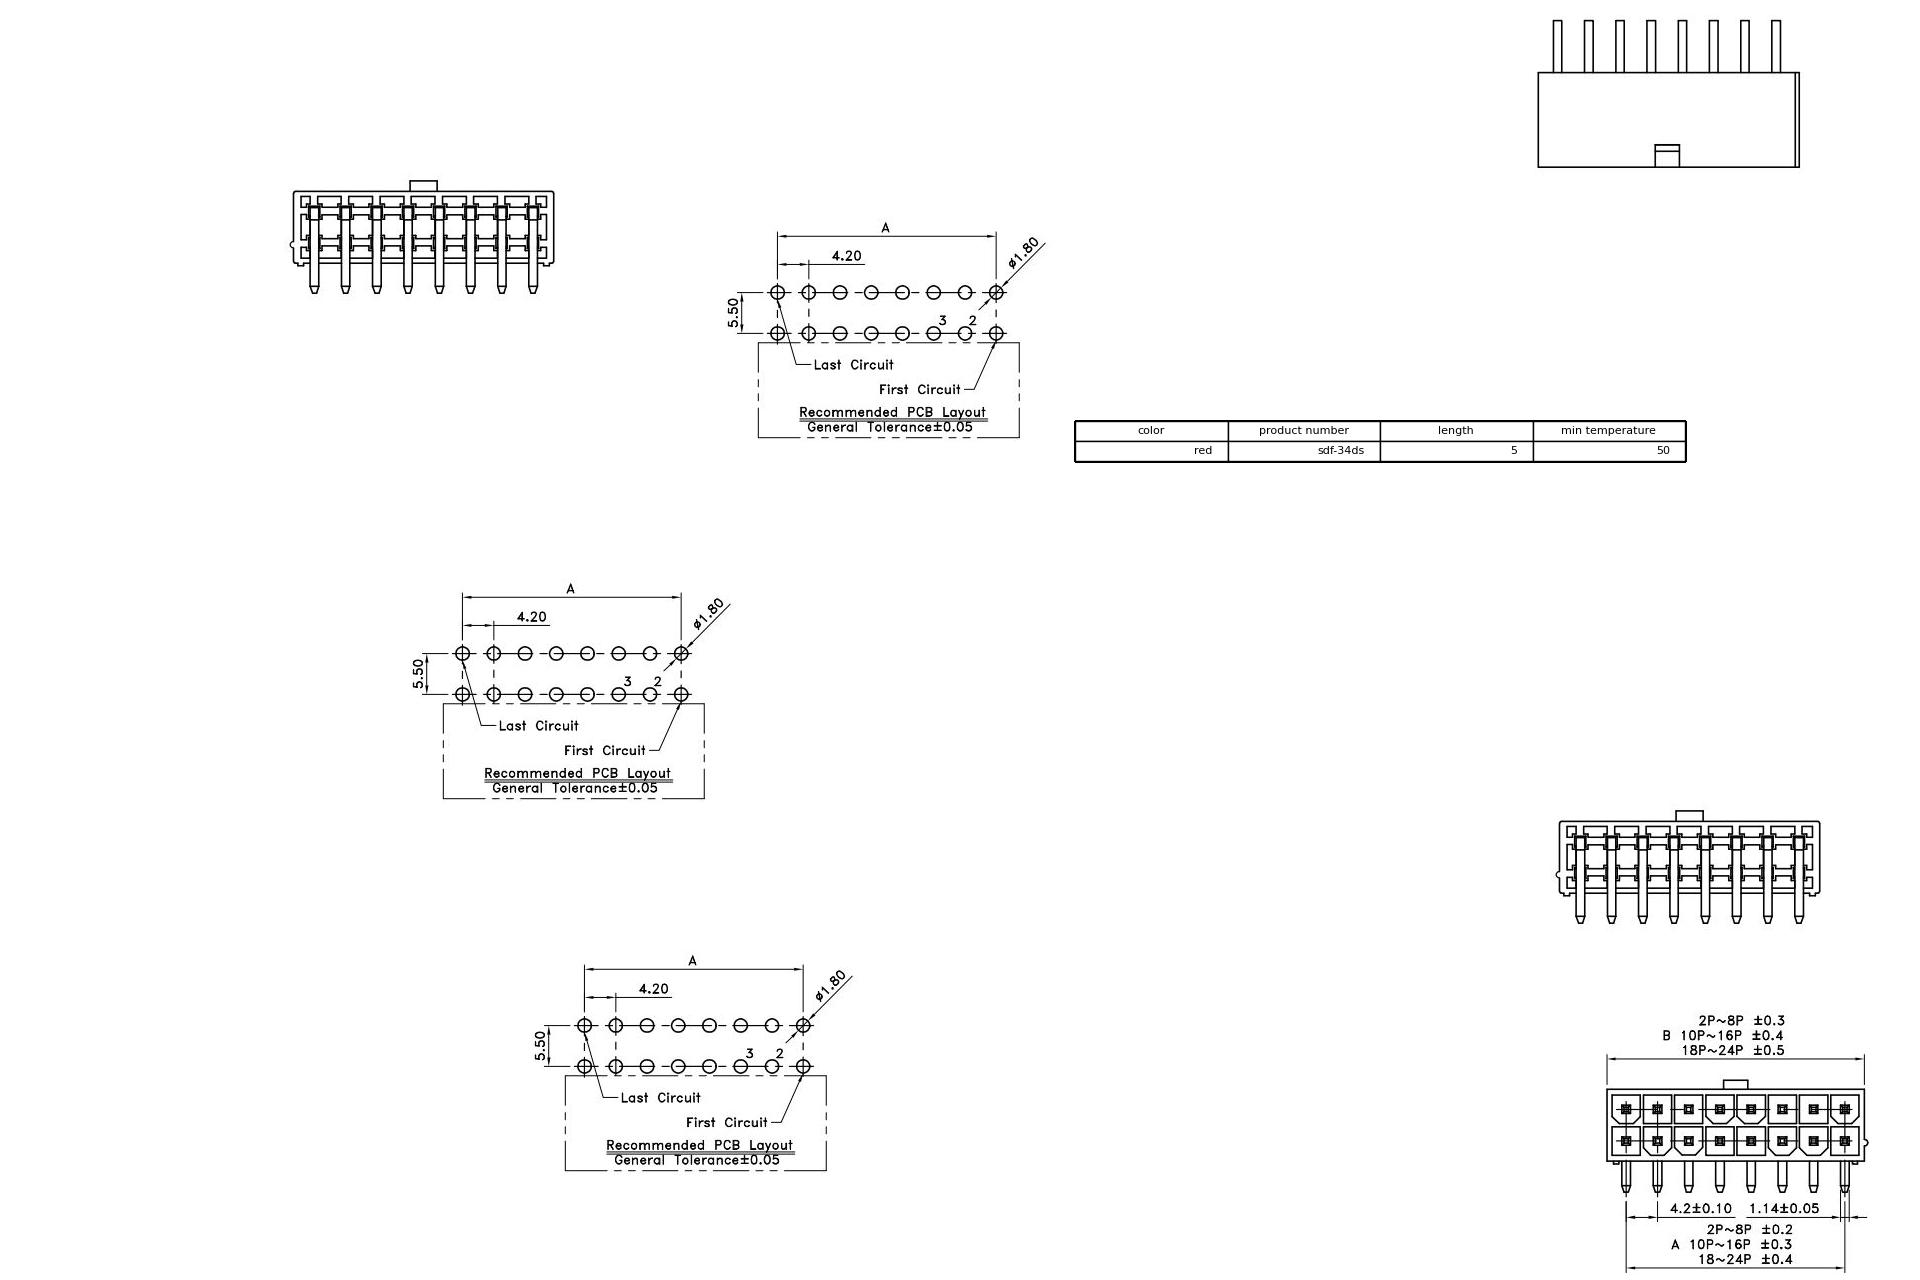 A
4.20
ø1.80
5.50
3 2
Last Circuit
First Circuit
Recommended PCB Layout
General Tolerance±0.05
color product number length min temperature
red sdf-34ds 5 50
A
4.20
ø1.80
5.50
3 2
Last Circuit
First Circuit
Recommended PCB Layout
General Tolerance±0.05
A
4.20
ø1.80
5.50
3 2
Last Circuit
First Circuit
Recommended PCB Layout
General Tolerance±0.05
2P~8P ±0.3
B 10P~16P ±0.4
18P~24P ±0.5
4.2±0.10 1.14±0.05
2P~8P ±0.2
A 10P~16P ±0.3
18~24P ±0.4